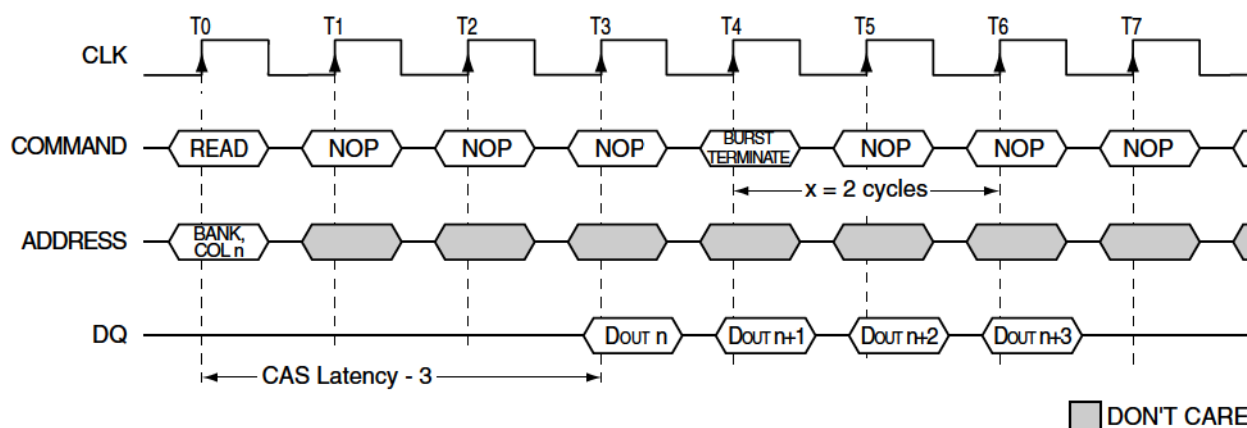 T0 T1 T2 T3 T4 T5 T6 T7
CLK
COMMAND READ NOP NOP NOP BURST TERMINATE NOP NOP NOP
x = 2 cycles
ADDRESS BANK, COL n
DQ DOUT n DOUT n+1 DOUT n+2 DOUT n+3
CAS Latency - 3
DON'T CARE